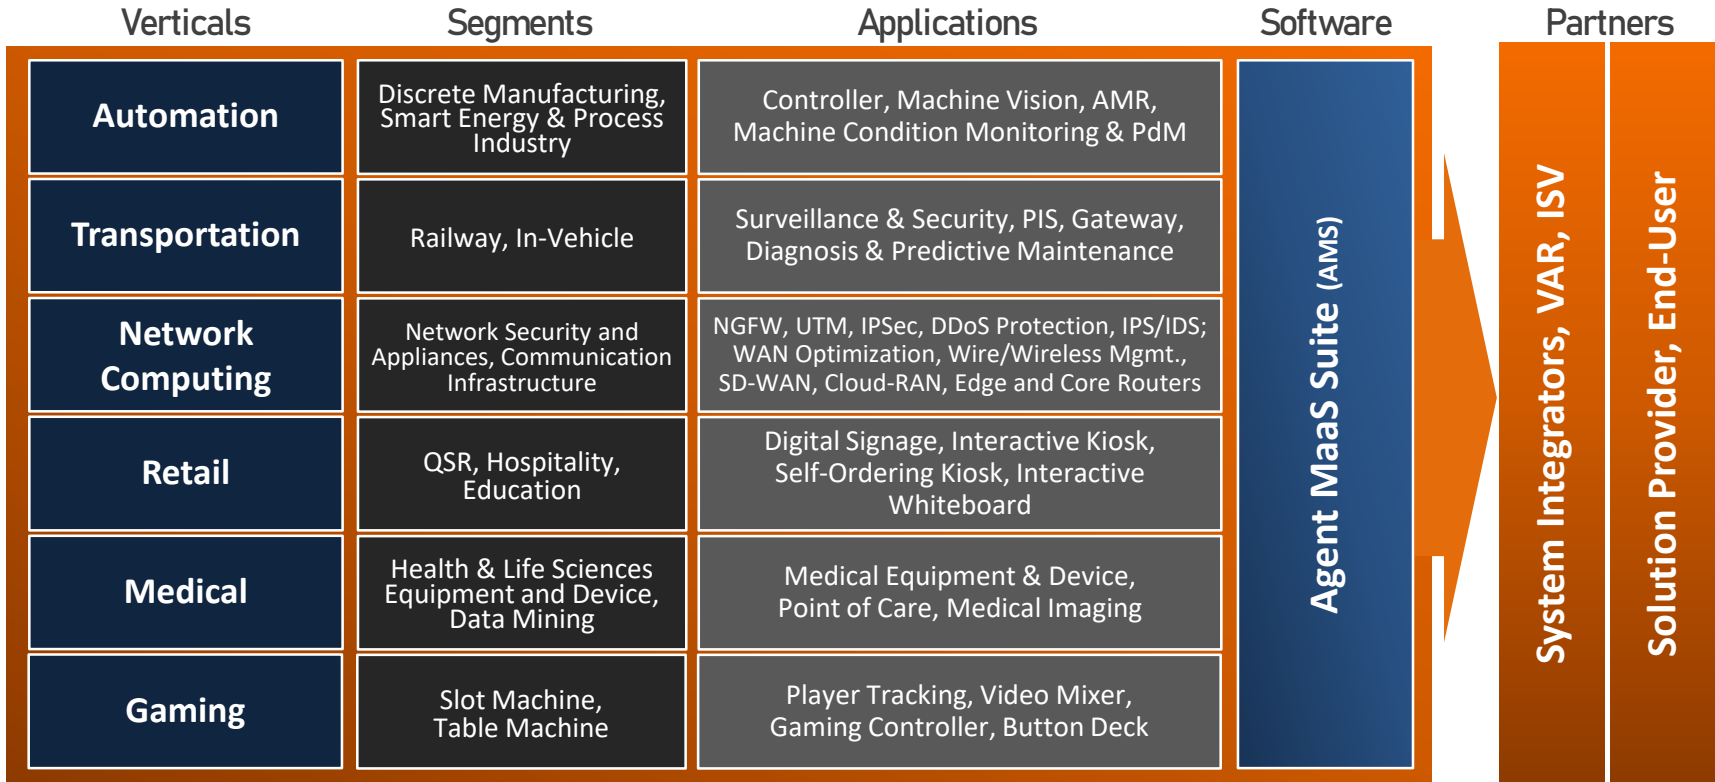 Verticals
Segments
Applications
Software
Partners
Automation
Discrete Manufacturing,
Smart Energy & Process
Industry
Controller, Machine Vision, AMR,
Machine Condition Monitoring & PdM
Transportation
Railway, In-Vehicle
Surveillance & Security, PIS, Gateway,
Diagnosis & Predictive Maintenance
Network
Computing
Network Security and
Appliances, Communication
Infrastructure
NGFW, UTM, IPSec, DDoS Protection, IPS/IDS;
WAN Optimization, Wire/Wireless Mgmt.,
SD-WAN, Cloud-RAN, Edge and Core Routers
Retail
QSR, Hospitality,
Education
Digital Signage, Interactive Kiosk,
Self-Ordering Kiosk, Interactive
Whiteboard
Medical
Health & Life Sciences
Equipment and Device,
Data Mining
Medical Equipment & Device,
Point of Care, Medical Imaging
Gaming
Slot Machine,
Table Machine
Player Tracking, Video Mixer,
Gaming Controller, Button Deck
Agent MaaS Suite (AMS)
System Integrators, VAR, ISV
Solution Provider, End-User